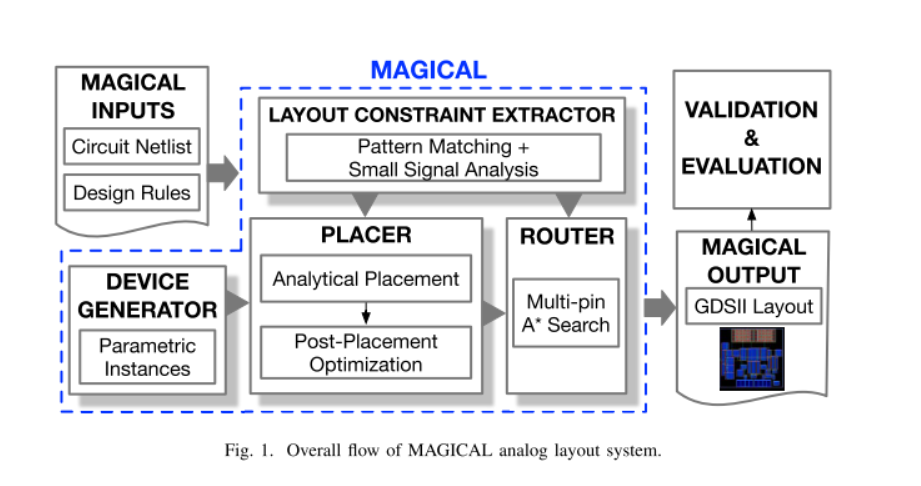 MAGICAL
MAGICAL
INPUTS
Circuit Netlist
Design Rules
LAYOUT CONSTRAINT EXTRACTOR
Pattern Matching +
Small Signal Analysis
DEVICE
GENERATOR
Parametric
Instances
PLACER
Analytical Placement
Post-Placement
Optimization
ROUTER
Multi-pin
A* Search
VALIDATION
&
EVALUATION
MAGICAL
OUTPUT
GDSII Layout
Fig. 1. Overall flow of MAGICAL analog layout system.